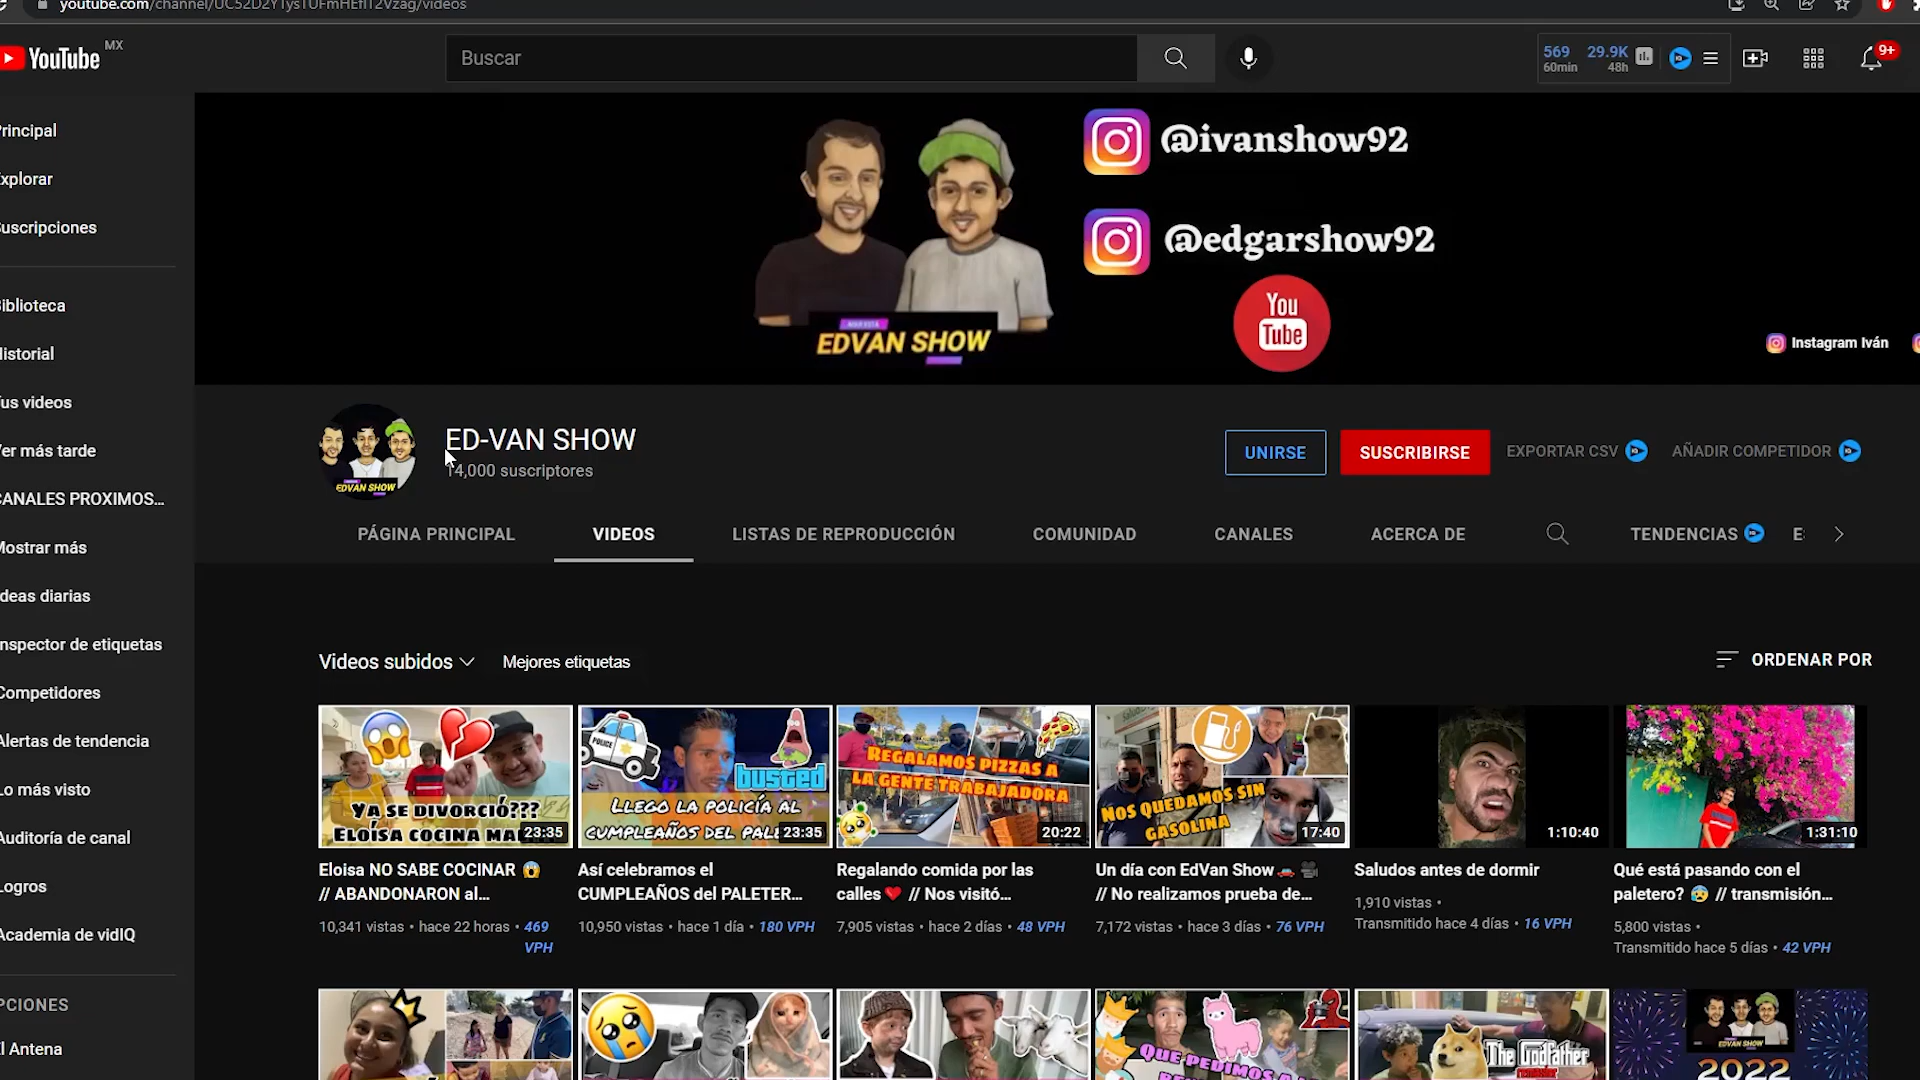 youtube.com/channel/UC52D2Y1ys1UFmHEfIT2Vzag/videos
YouTube MX
Buscar
569 29.9K
60min 48h
9+
rincipal
xplorar
uscripciones
iblioteca
istorial
us videos
er más tarde
CANALES PROXIMOS...
Mostrar más
deas diarias
nspector de etiquetas
Competidores
Alertas de tendencia
Lo más visto
Auditoría de canal
Logros
Academia de vidIQ
PCIONES
l Antena
@ivanshow92
@edgarshow92
You
Tube
EDVAN SHOW
Instagram Iván
EDVAN SHOW
ED-VAN SHOW
14,000 suscriptores
UNIRSE
SUSCRIBIRSE
EXPORTAR CSV
AÑADIR COMPETIDOR
PÁGINA PRINCIPAL
VIDEOS
LISTAS DE REPRODUCCIÓN
COMUNIDAD
CANALES
ACERCA DE
TENDENCIAS
E
Videos subidos
Mejores etiquetas
ORDENAR POR
YA SE DIVORCIÓ???
ELOÍSA COCINA MA
23:35
Eloisa NO SABE COCINAR 😱
// ABANDONARON al...
10,341 vistas • hace 22 horas • 469
VPH
POLICE
busted
LLEGO LA POLICÍA AL
CUMPLEAÑOS DEL PAL
23:35
Así celebramos el
CUMPLEAÑOS del PALETER...
10,950 vistas • hace 1 día • 180 VPH
REGALAMOS PIZZAS A
LA GENTE TRABAJADORA
20:22
Regalando comida por las
calles ❤️ // Nos visitó...
7,905 vistas • hace 2 días • 48 VPH
NOS QUEDAMOS SIN
GASOLINA
17:40
Un día con EdVan Show 🚗 🎥
// No realizamos prueba de...
7,172 vistas • hace 3 días • 76 VPH
1:10:40
Saludos antes de dormir
1,910 vistas •
Transmitido hace 4 días • 16 VPH
1:31:10
Qué está pasando con el
paletero? 😰 // transmisión...
5,800 vistas •
Transmitido hace 5 días • 42 VPH
QUE PEDIMOS A
The Godfather
EDVAN SHOW
2022